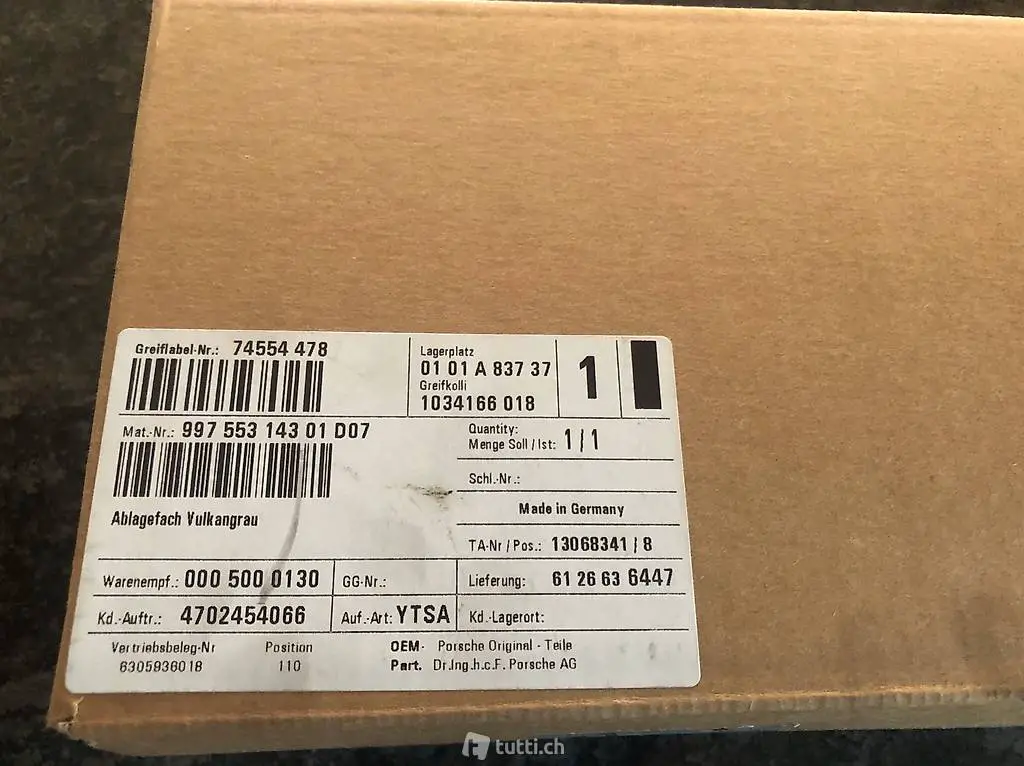 Greiflabel-Nr.: 74554 478
Lagerplatz
01 01 A 837 37
Greifkolli
1034166 018
1
Mat.-Nr.: 997 553 143 01 D07
Quantity:
Menge Soll / Ist: 1 / 1
Schl.-Nr.:
Ablagefach Vulkangrau
Made in Germany
TA-Nr / Pos.: 13068341 / 8
Warenempf.: 000 500 0130
GG-Nr.:
Lieferung: 61 26 63 6447
Kd.-Auftr.: 4702454066
Auf.-Art: YTSA
Kd.-Lagerort:
Vertriebsbeleg-Nr Position
6305936018 110
OEM- Porsche Original - Teile
Part. Dr.Ing.h.c.F. Porsche AG
tutti.ch